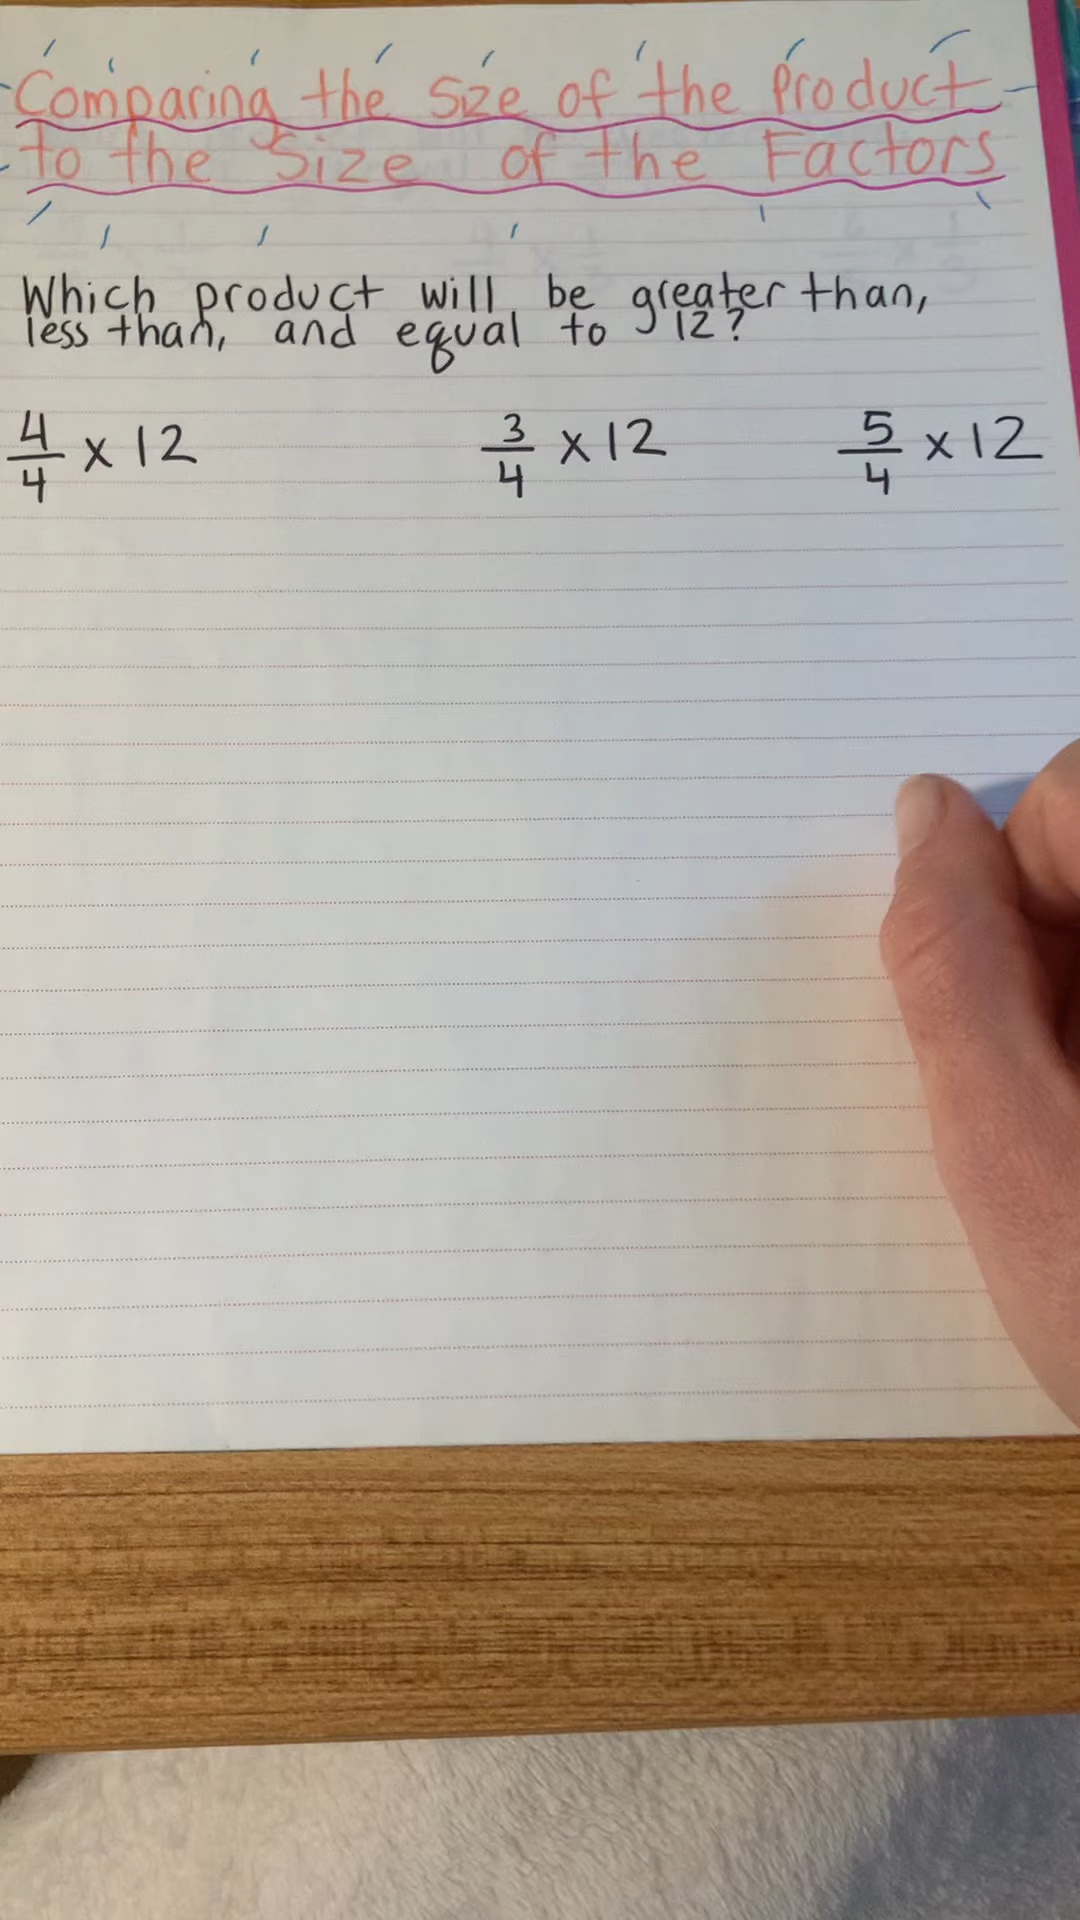 Comparing the Size of the Product
to the Size of the Factors
Which product will be greater than,
less than, and equal to 12?
4/4 x 12 3/4 x 12 5/4 x 12